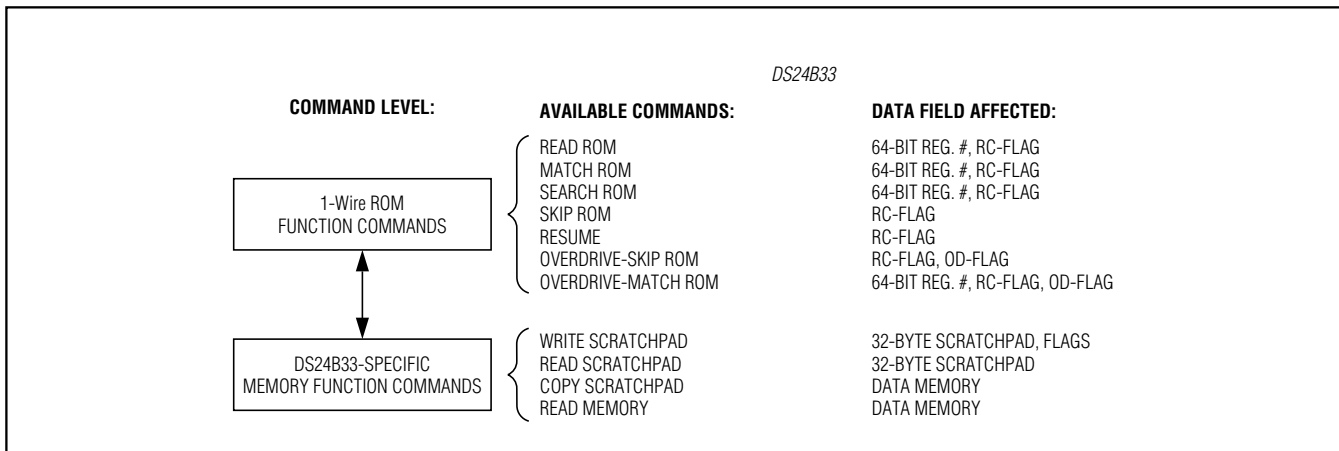 DS24B33
COMMAND LEVEL: AVAILABLE COMMANDS: DATA FIELD AFFECTED:
1-Wire ROM
FUNCTION COMMANDS
READ ROM 64-BIT REG. #, RC-FLAG
MATCH ROM 64-BIT REG. #, RC-FLAG
SEARCH ROM 64-BIT REG. #, RC-FLAG
SKIP ROM RC-FLAG
RESUME RC-FLAG
OVERDRIVE-SKIP ROM RC-FLAG, OD-FLAG
OVERDRIVE-MATCH ROM 64-BIT REG. #, RC-FLAG, OD-FLAG
DS24B33-SPECIFIC
MEMORY FUNCTION COMMANDS
WRITE SCRATCHPAD 32-BYTE SCRATCHPAD, FLAGS
READ SCRATCHPAD 32-BYTE SCRATCHPAD
COPY SCRATCHPAD DATA MEMORY
READ MEMORY DATA MEMORY